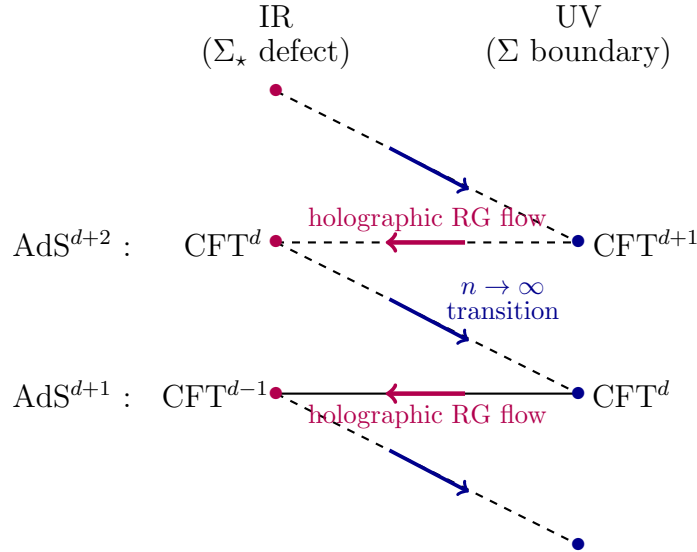 IR UV
(Σ⋆ defect) (Σ boundary)
holographic RG flow
AdS^{d+2} : CFT^d CFT^{d+1}
n → ∞
transition
AdS^{d+1} : CFT^{d−1} CFT^d
holographic RG flow